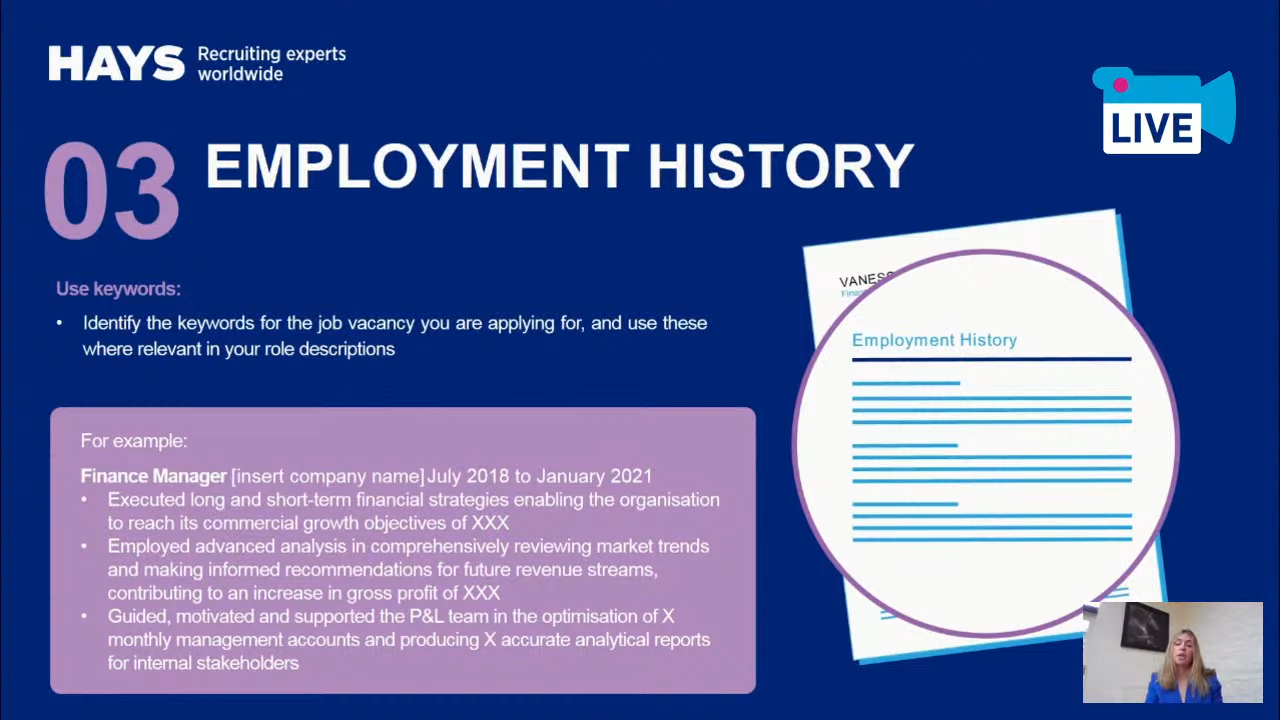 HAYS Recruiting experts
worldwide
LIVE
03 EMPLOYMENT HISTORY
Use keywords:
• Identify the keywords for the job vacancy you are applying for, and use these
where relevant in your role descriptions
For example:
Finance Manager [insert company name] July 2018 to January 2021
• Executed long and short-term financial strategies enabling the organisation
to reach its commercial growth objectives of XXX
• Employed advanced analysis in comprehensively reviewing market trends
and making informed recommendations for future revenue streams,
contributing to an increase in gross profit of XXX
• Guided, motivated and supported the P&L team in the optimisation of X
monthly management accounts and producing X accurate analytical reports
for internal stakeholders
Employment History